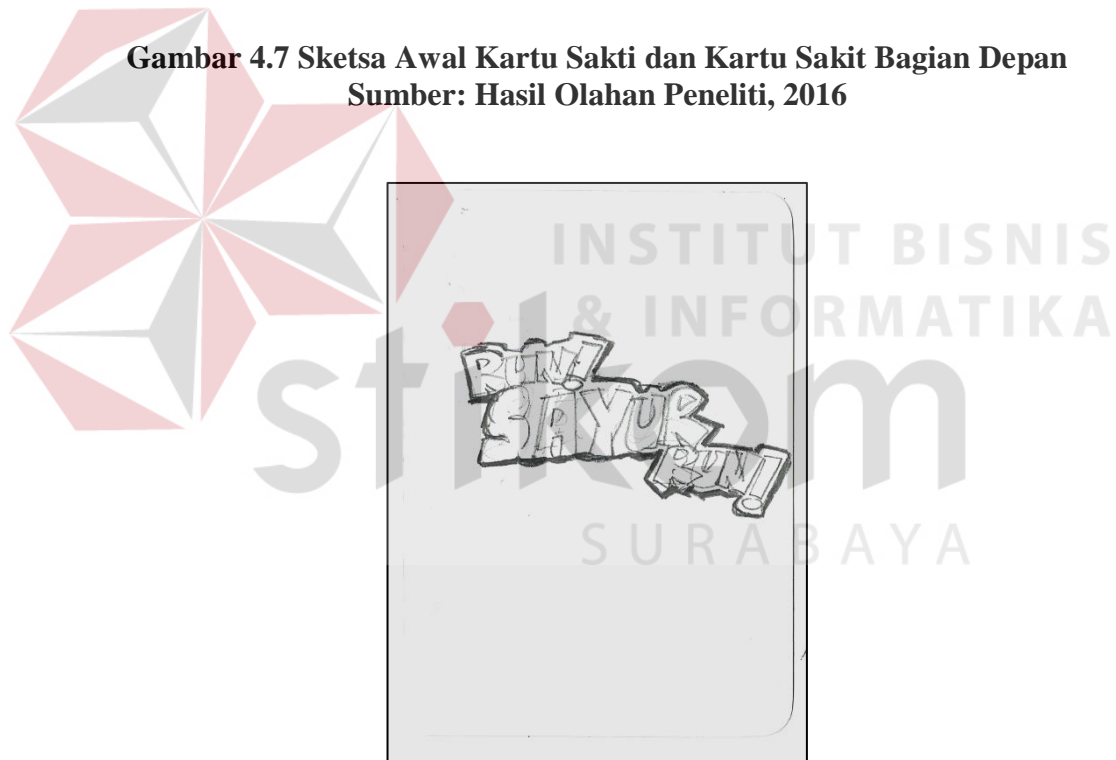 Gambar 4.7 Sketsa Awal Kartu Sakti dan Kartu Sakit Bagian Depan
Sumber: Hasil Olahan Peneliti, 2016
INSTITUT BISNIS
& INFORMATIKA
stikom
SURABAYA
RUN!
SAYUR
RUN!